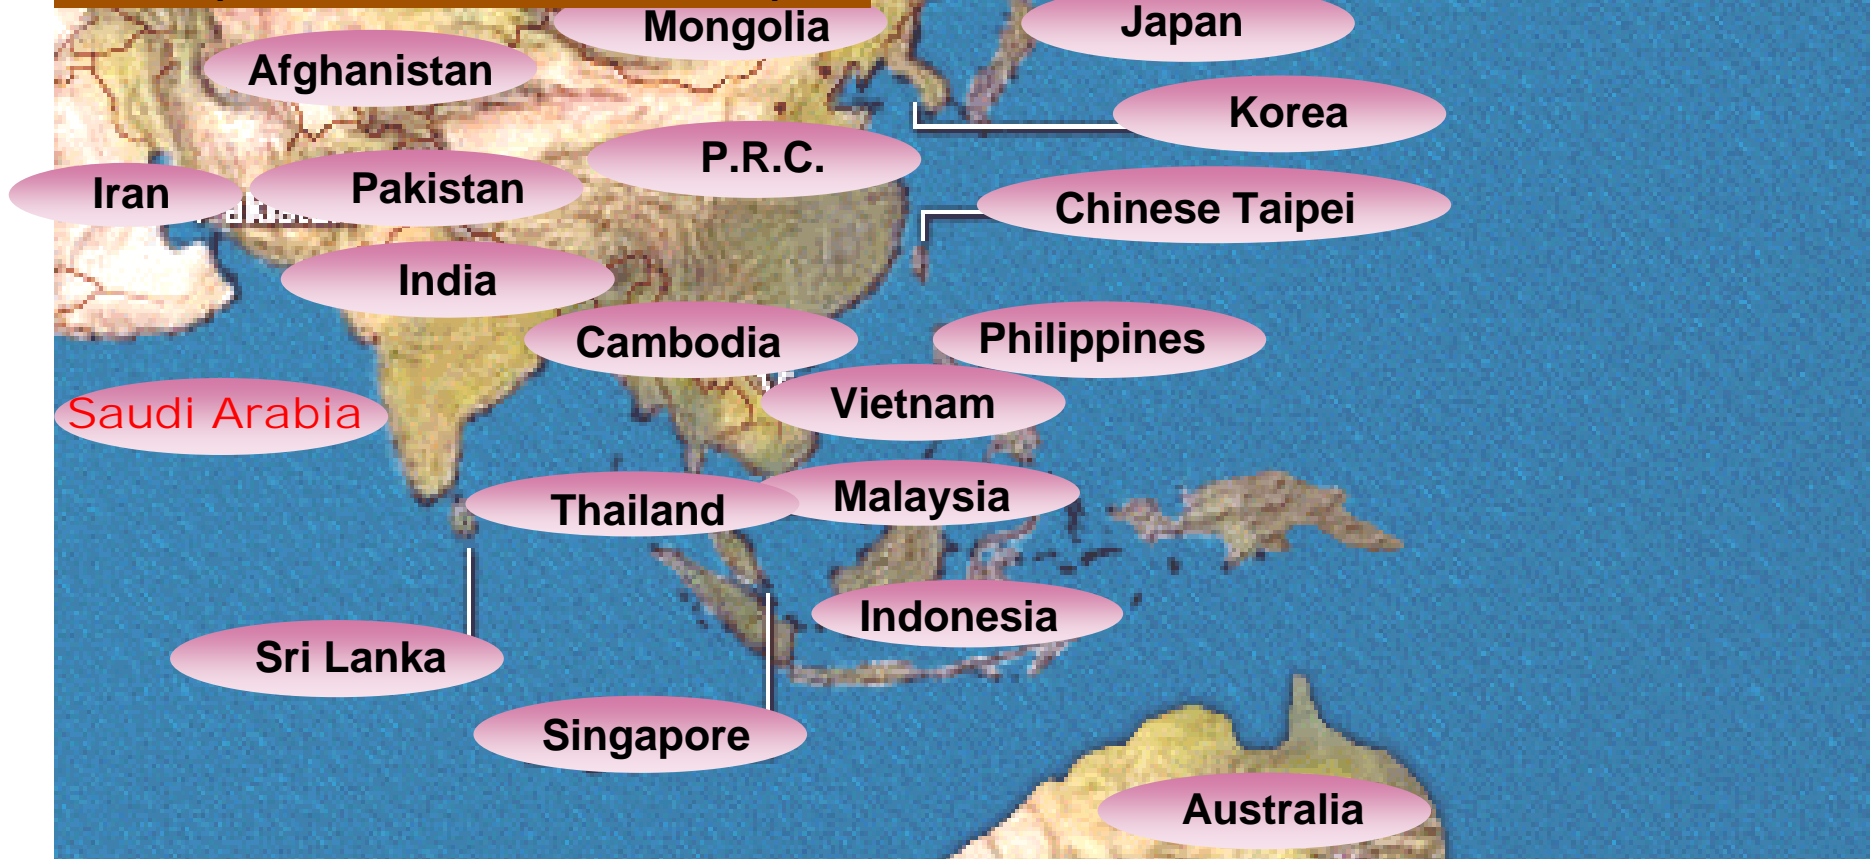 Mongolia
Japan
Afghanistan
Korea
P.R.C.
Iran
Pakistan
Chinese Taipei
India
Cambodia
Philippines
Vietnam
Saudi Arabia
Thailand
Malaysia
Indonesia
Sri Lanka
Singapore
Australia